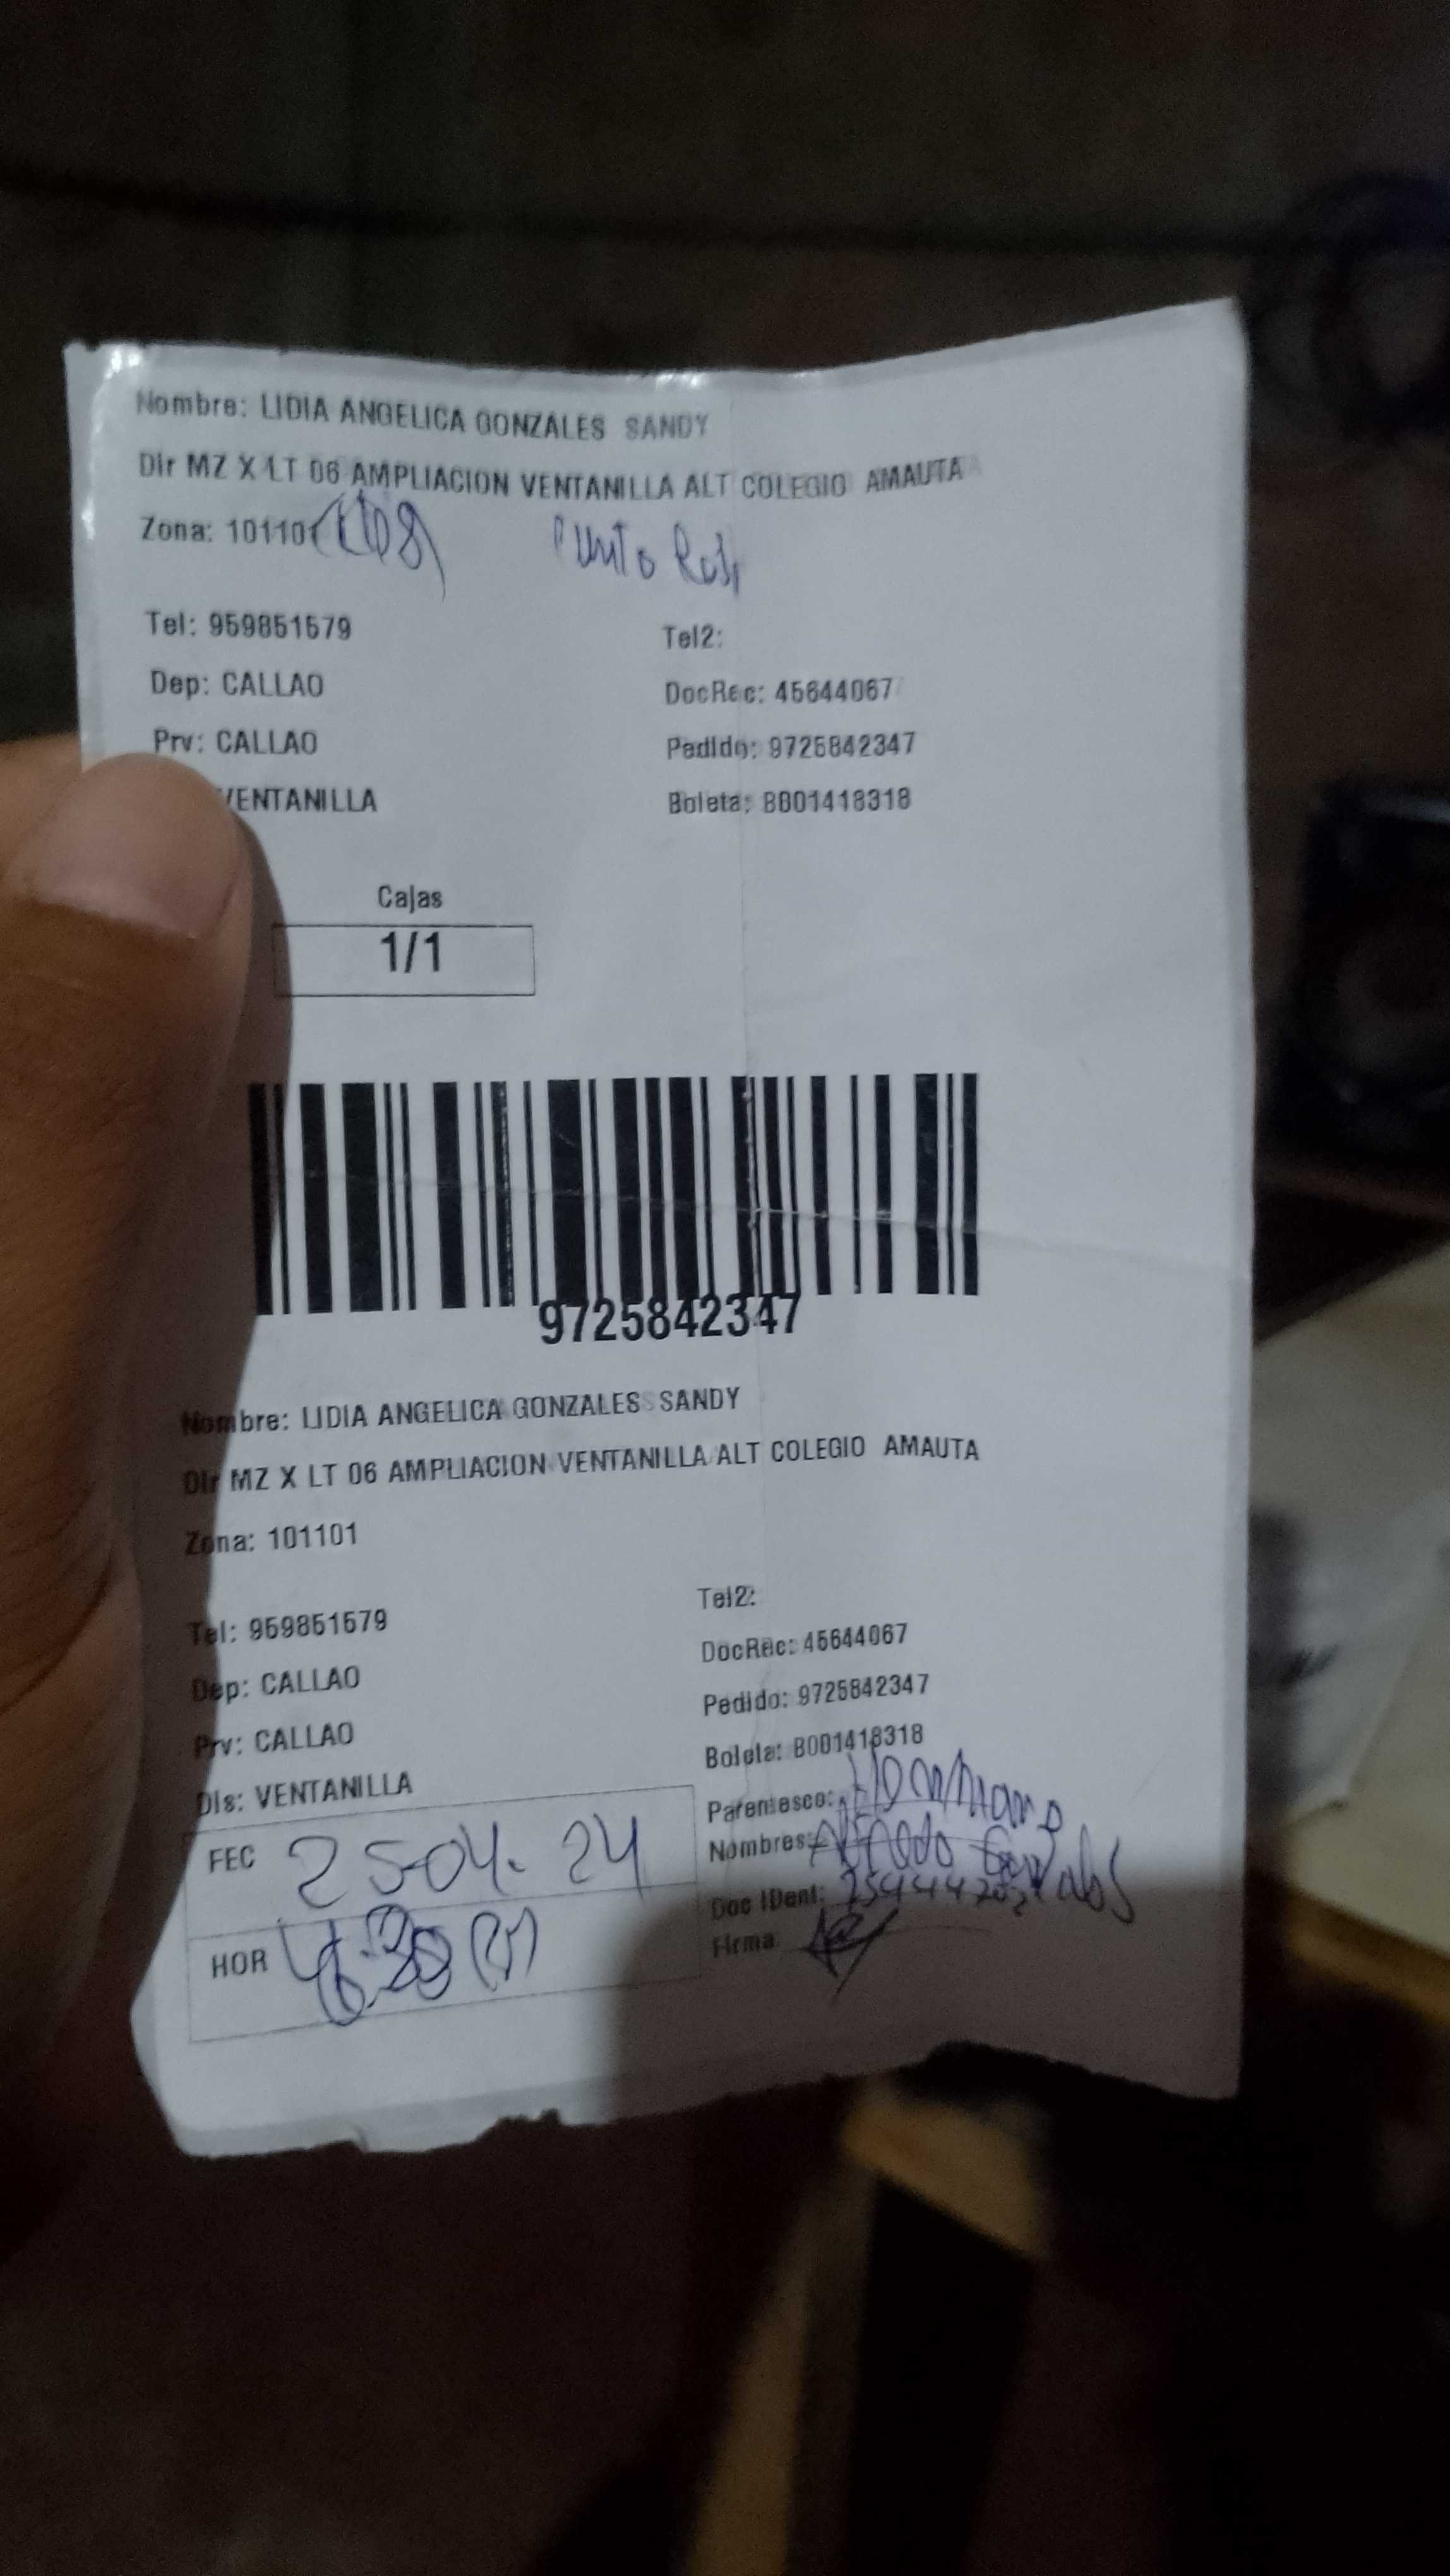 Nombre: LIDIA ANGELICA GONZALES SANDY
Dir MZ X LT 06 AMPLIACION VENTANILLA ALT COLEGIO AMAUTA
Zona: 101101
Punto
Tel: 959851579 Tel2:
Dep: CALLAO DocRec: 45644067
Prv: CALLAO Pedido: 9725842347
VENTANILLA Boleta: B001418318
Cajas
1/1
9725842347
Nombre: LIDIA ANGELICA GONZALES SANDY
Dir MZ X LT 06 AMPLIACION VENTANILLA ALT COLEGIO AMAUTA
Zona: 101101
Tel: 959851579 Tel2:
Dep: CALLAO DocRec: 45644067
Prv: CALLAO Pedido: 9725842347
Dis: VENTANILLA Boleta: B001418318
Parentesco: Hermano
FEC 25-04-24 Nombres:
Doc IDent:
HOR Firma